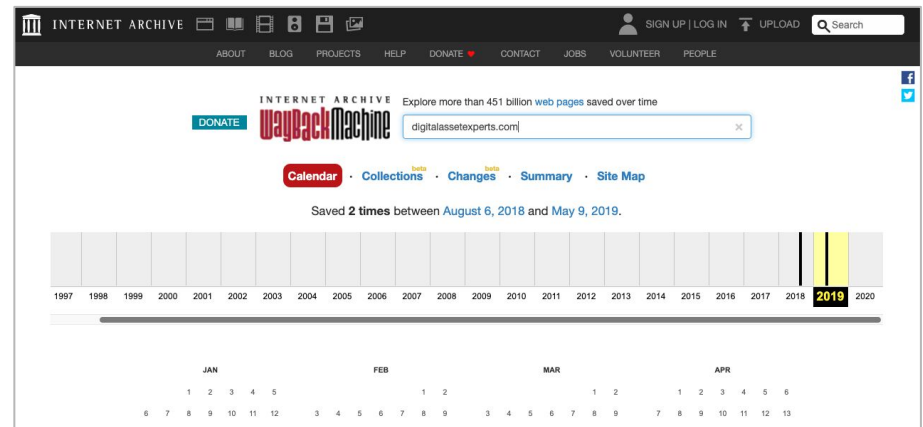 INTERNET ARCHIVE SIGN UP | LOG IN UPLOAD Search
ABOUT BLOG PROJECTS HELP DONATE CONTACT JOBS VOLUNTEER PEOPLE
INTERNET ARCHIVE Explore more than 451 billion web pages saved over time
DONATE WayBackMachine digitalassetexperts.com ×
Calendar · Collections beta · Changes beta · Summary · Site Map
Saved 2 times between August 6, 2018 and May 9, 2019.
1997 1998 1999 2000 2001 2002 2003 2004 2005 2006 2007 2008 2009 2010 2011 2012 2013 2014 2015 2016 2017 2018 2019 2020
JAN FEB MAR APR
1 2 3 4 5 1 2 1 2 1 2 3 4 5 6
6 7 8 9 10 11 12 3 4 5 6 7 8 9 3 4 5 6 7 8 9 7 8 9 10 11 12 13